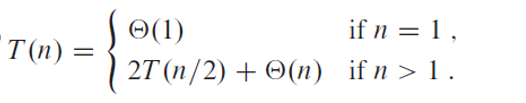 T(n) = { Θ(1) if n = 1 ,
2T(n/2) + Θ(n) if n > 1 .